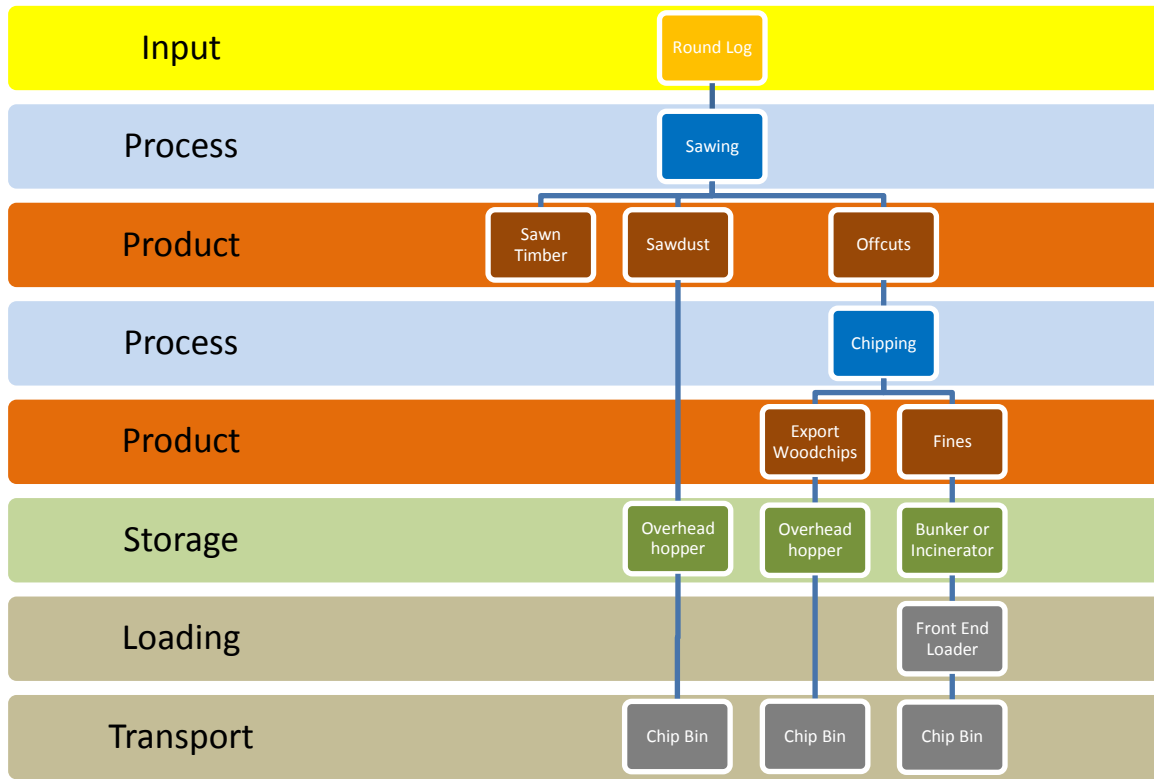 Input
Round Log
Process
Sawing
Product
Sawn
Timber
Sawdust
Offcuts
Process
Chipping
Product
Export
Woodchips
Fines
Storage
Overhead
hopper
Overhead
hopper
Bunker or
Incinerator
Loading
Front End
Loader
Transport
Chip Bin
Chip Bin
Chip Bin